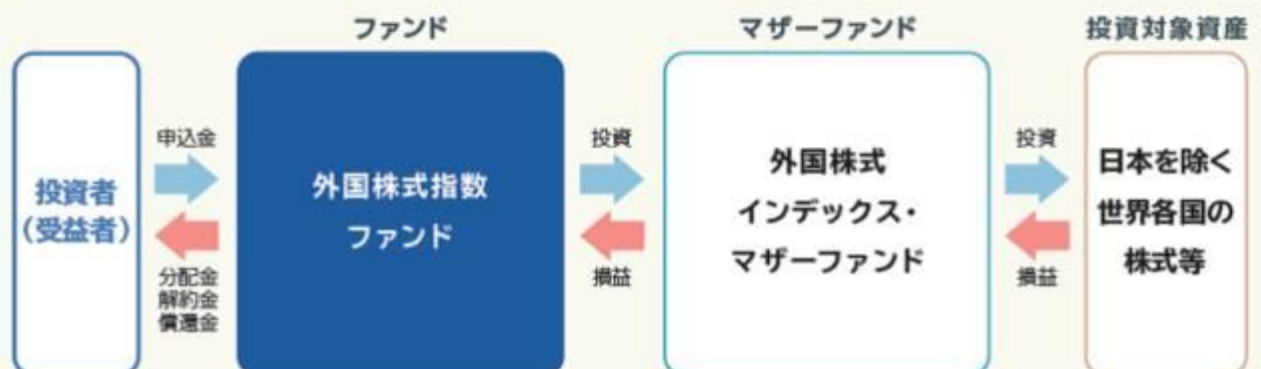 ファンド
マザーファンド
投資対象資産
投資者
（受益者）
申込金
分配金
解約金
償還金
外国株式指数
ファンド
投資
損益
外国株式
インデックス・
マザーファンド
投資
損益
日本を除く
世界各国の
株式等